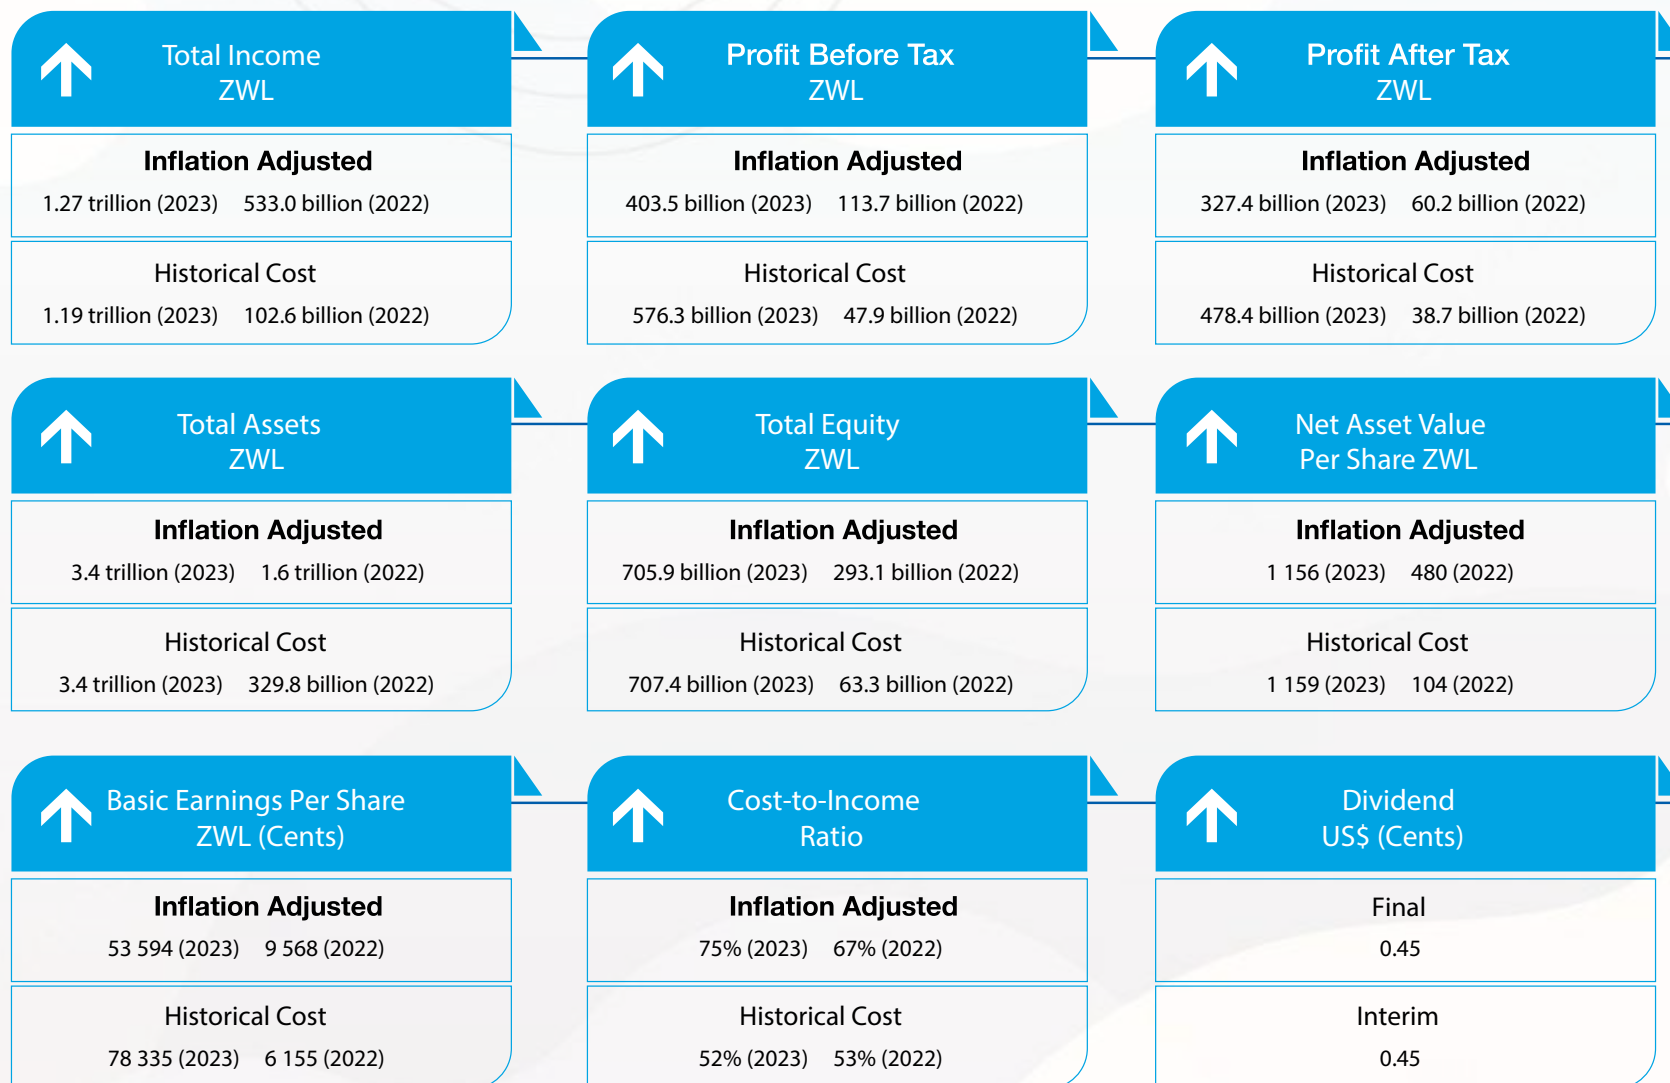 Total Income
ZWL
Inflation Adjusted
1.27 trillion (2023) 533.0 billion (2022)
Historical Cost
1.19 trillion (2023) 102.6 billion (2022)
Profit Before Tax
ZWL
Inflation Adjusted
403.5 billion (2023) 113.7 billion (2022)
Historical Cost
576.3 billion (2023) 47.9 billion (2022)
Profit After Tax
ZWL
Inflation Adjusted
327.4 billion (2023) 60.2 billion (2022)
Historical Cost
478.4 billion (2023) 38.7 billion (2022)
Total Assets
ZWL
Inflation Adjusted
3.4 trillion (2023) 1.6 trillion (2022)
Historical Cost
3.4 trillion (2023) 329.8 billion (2022)
Total Equity
ZWL
Inflation Adjusted
705.9 billion (2023) 293.1 billion (2022)
Historical Cost
707.4 billion (2023) 63.3 billion (2022)
Net Asset Value
Per Share ZWL
Inflation Adjusted
1 156 (2023) 480 (2022)
Historical Cost
1 159 (2023) 104 (2022)
Basic Earnings Per Share
ZWL (Cents)
Inflation Adjusted
53 594 (2023) 9 568 (2022)
Historical Cost
78 335 (2023) 6 155 (2022)
Cost-to-Income
Ratio
Inflation Adjusted
75% (2023) 67% (2022)
Historical Cost
52% (2023) 53% (2022)
Dividend
US$ (Cents)
Final
0.45
Interim
0.45